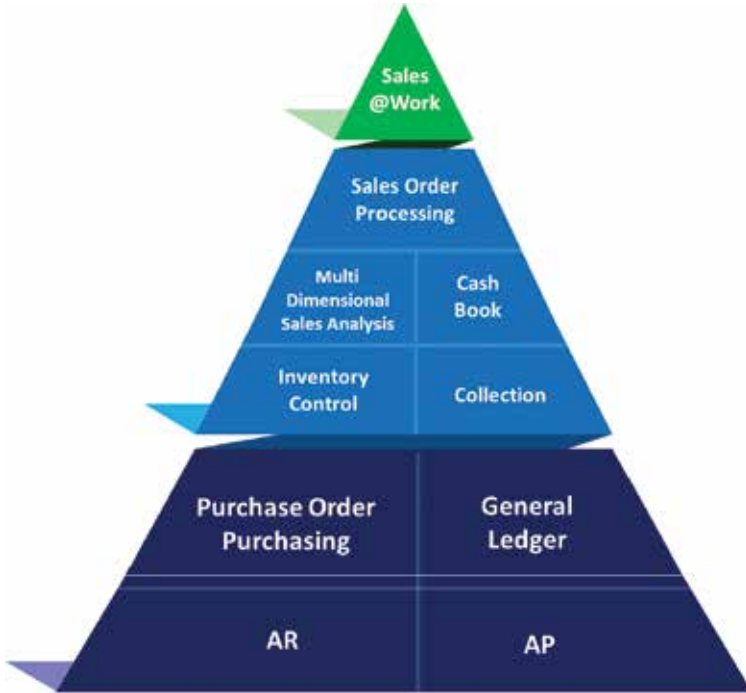 Sales
@Work
Sales Order
Processing
Multi
Dimensional
Sales Analysis
Cash
Book
Inventory
Control
Collection
Purchase Order
Purchasing
General
Ledger
AR
AP